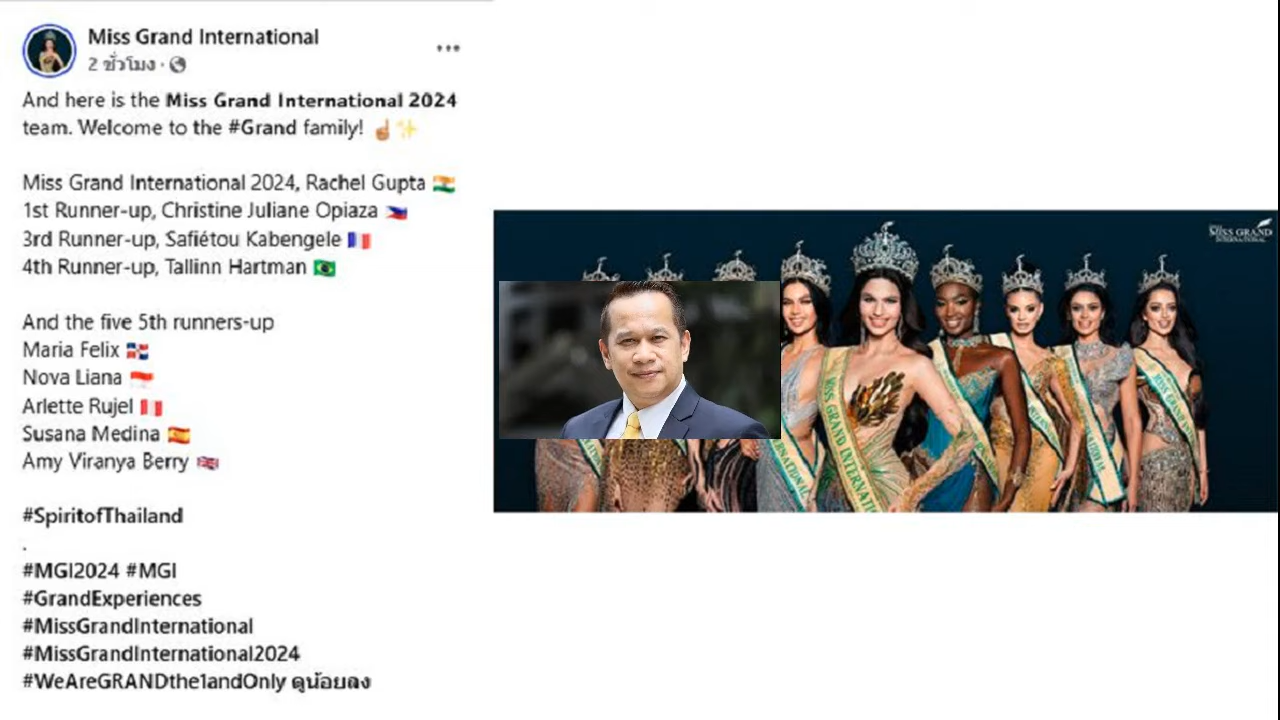 Miss Grand International
2 ชั่วโมง ·
And here is the Miss Grand International 2024
team. Welcome to the #Grand family! ☝🏽✨
Miss Grand International 2024, Rachel Gupta 🇮🇳
1st Runner-up, Christine Juliane Opiaza 🇵🇭
3rd Runner-up, Safiétou Kabengele 🇫🇷
4th Runner-up, Tallinn Hartman 🇧🇷
And the five 5th runners-up
Maria Felix 🇩🇴
Nova Liana 🇮🇩
Arlette Rujel 🇵🇪
Susana Medina 🇪🇸
Amy Viranya Berry 🇬🇧
#SpiritofThailand
.
#MGI2024 #MGI
#GrandExperiences
#MissGrandInternational
#MissGrandInternational2024
#WeAreGRANDthe1andOnly ดูน้อยลง
MISS GRAND
INTERNATIONAL
MISS GRAND INTERNATIONAL